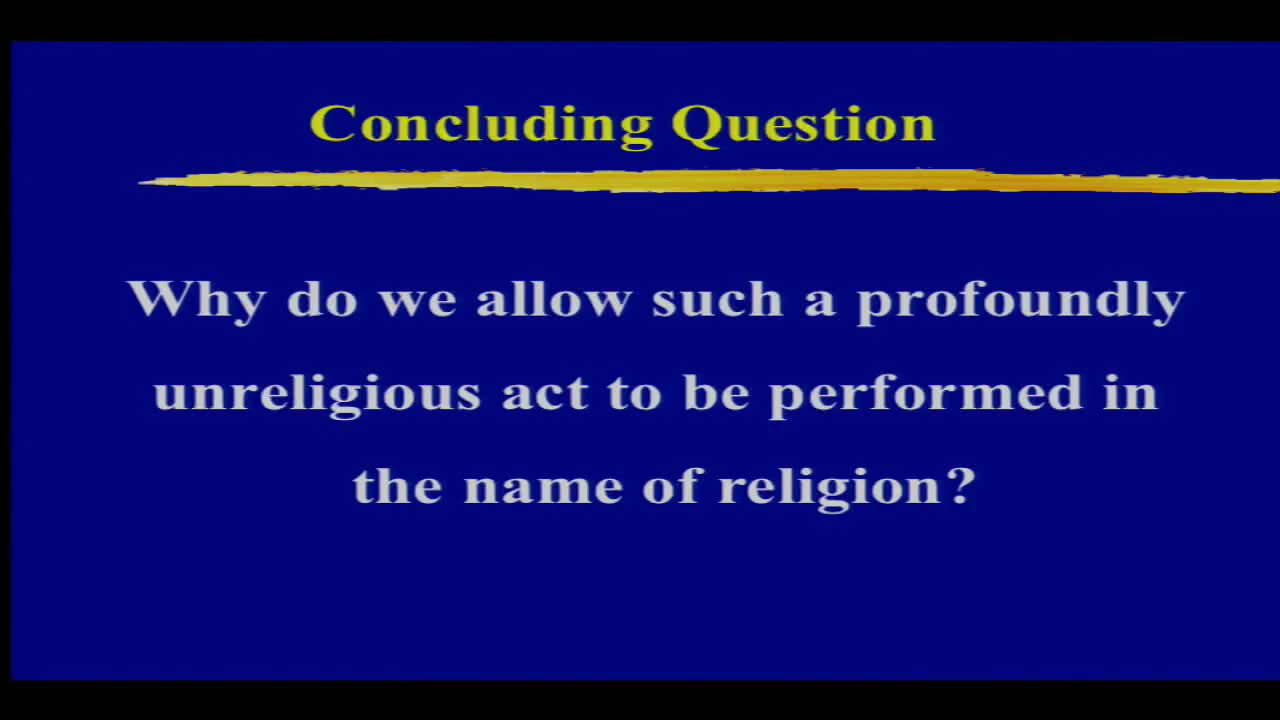 Concluding Question
Why do we allow such a profoundly
unreligious act to be performed in
the name of religion?